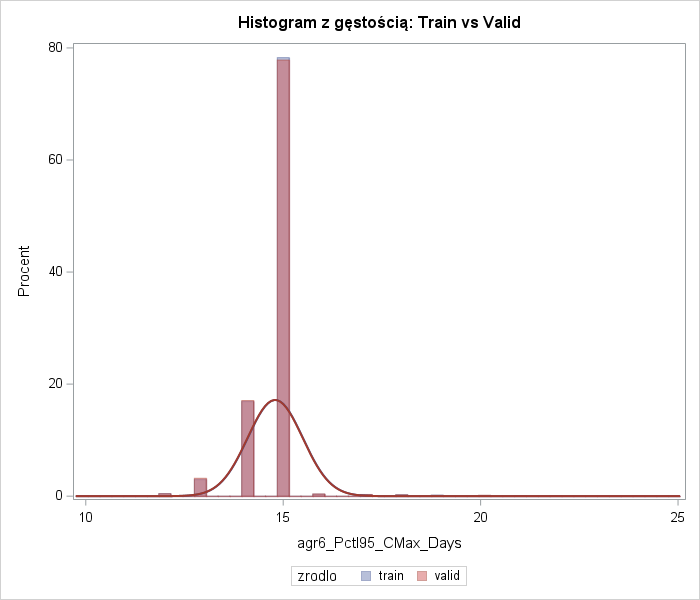 Histogram z gęstością: Train vs Valid
80
60
40
20
0
Procent
10 15 20 25
agr6_Pctl95_CMax_Days
zrodlo train valid